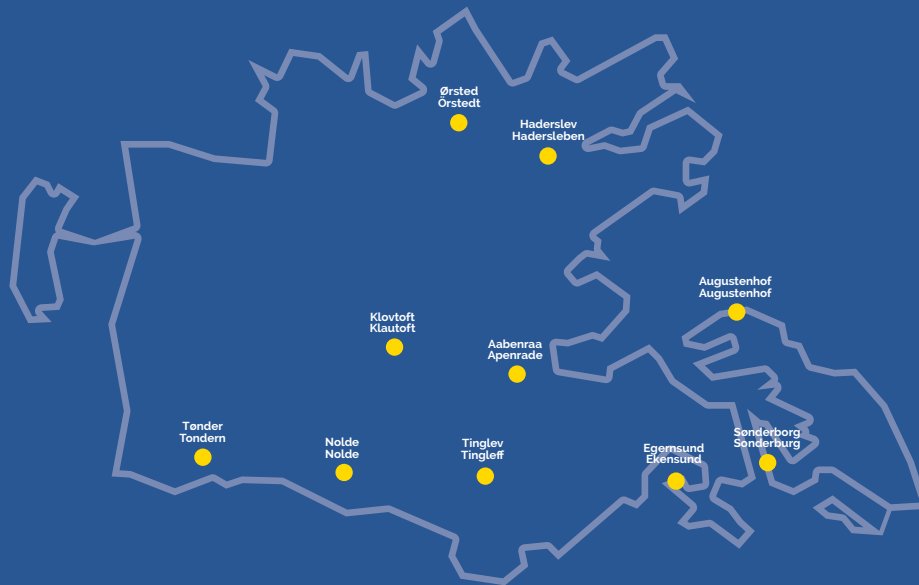 Ørsted
Örstedt
Haderslev
Hadersleben
Augustenhof
Augustenhof
Klovtoft
Klautoft
Aabenraa
Apenrade
Tønder
Tondern
Nolde
Nolde
Tinglev
Tingleff
Egernsund
Ekensund
Sønderborg
Sonderburg